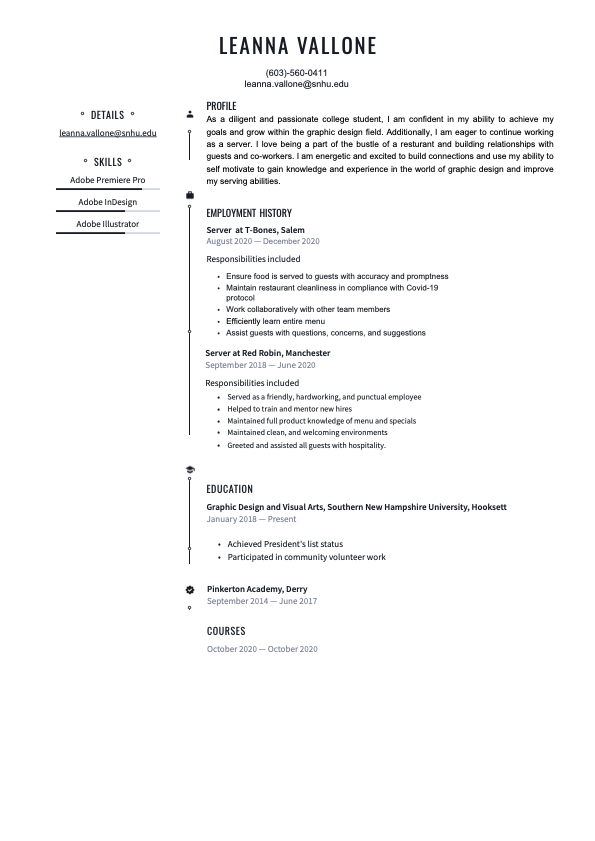 LEANNA VALLONE
(603)-560-0411
leanna.vallone@snhu.edu
DETAILS
leanna.vallone@snhu.edu
SKILLS
Adobe Premiere Pro
Adobe InDesign
Adobe Illustrator
PROFILE
As a diligent and passionate college student, I am confident in my ability to achieve my
goals and grow within the graphic design field. Additionally, I am eager to continue working
as a server. I love being a part of the bustle of a resturant and building relationships with
guests and co-workers. I am energetic and excited to build connections and use my ability to
self motivate to gain knowledge and experience in the world of graphic design and improve
my serving abilities.
EMPLOYMENT HISTORY
Server at T-Bones, Salem
August 2020 — December 2020
Responsibilities included
• Ensure food is served to guests with accuracy and promptness
• Maintain restaurant cleanliness in compliance with Covid-19
protocol
• Work collaboratively with other team members
• Efficiently learn entire menu
• Assist guests with questions, concerns, and suggestions
Server at Red Robin, Manchester
September 2018 — June 2020
Responsibilities included
• Served as a friendly, hardworking, and punctual employee
• Helped to train and mentor new hires
• Maintained full product knowledge of menu and specials
• Maintained clean, and welcoming environments
• Greeted and assisted all guests with hospitality.
EDUCATION
Graphic Design and Visual Arts, Southern New Hampshire University, Hooksett
January 2018 — Present
• Achieved President's list status
• Participated in community volunteer work
Pinkerton Academy, Derry
September 2014 — June 2017
COURSES
October 2020 — October 2020